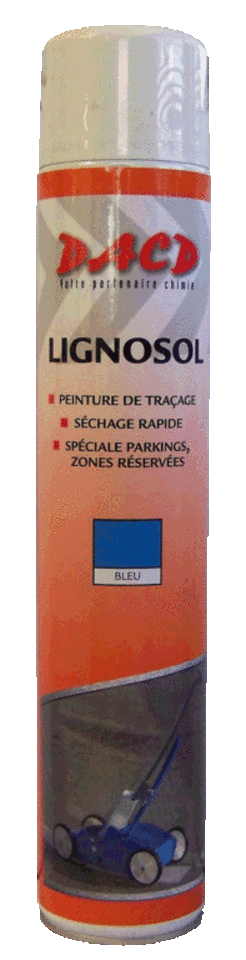 DACD
Votre partenaire chimie
LIGNOSOL
PEINTURE DE TRAÇAGE
SÉCHAGE RAPIDE
SPÉCIALE PARKINGS,
ZONES RÉSERVÉES
BLEU